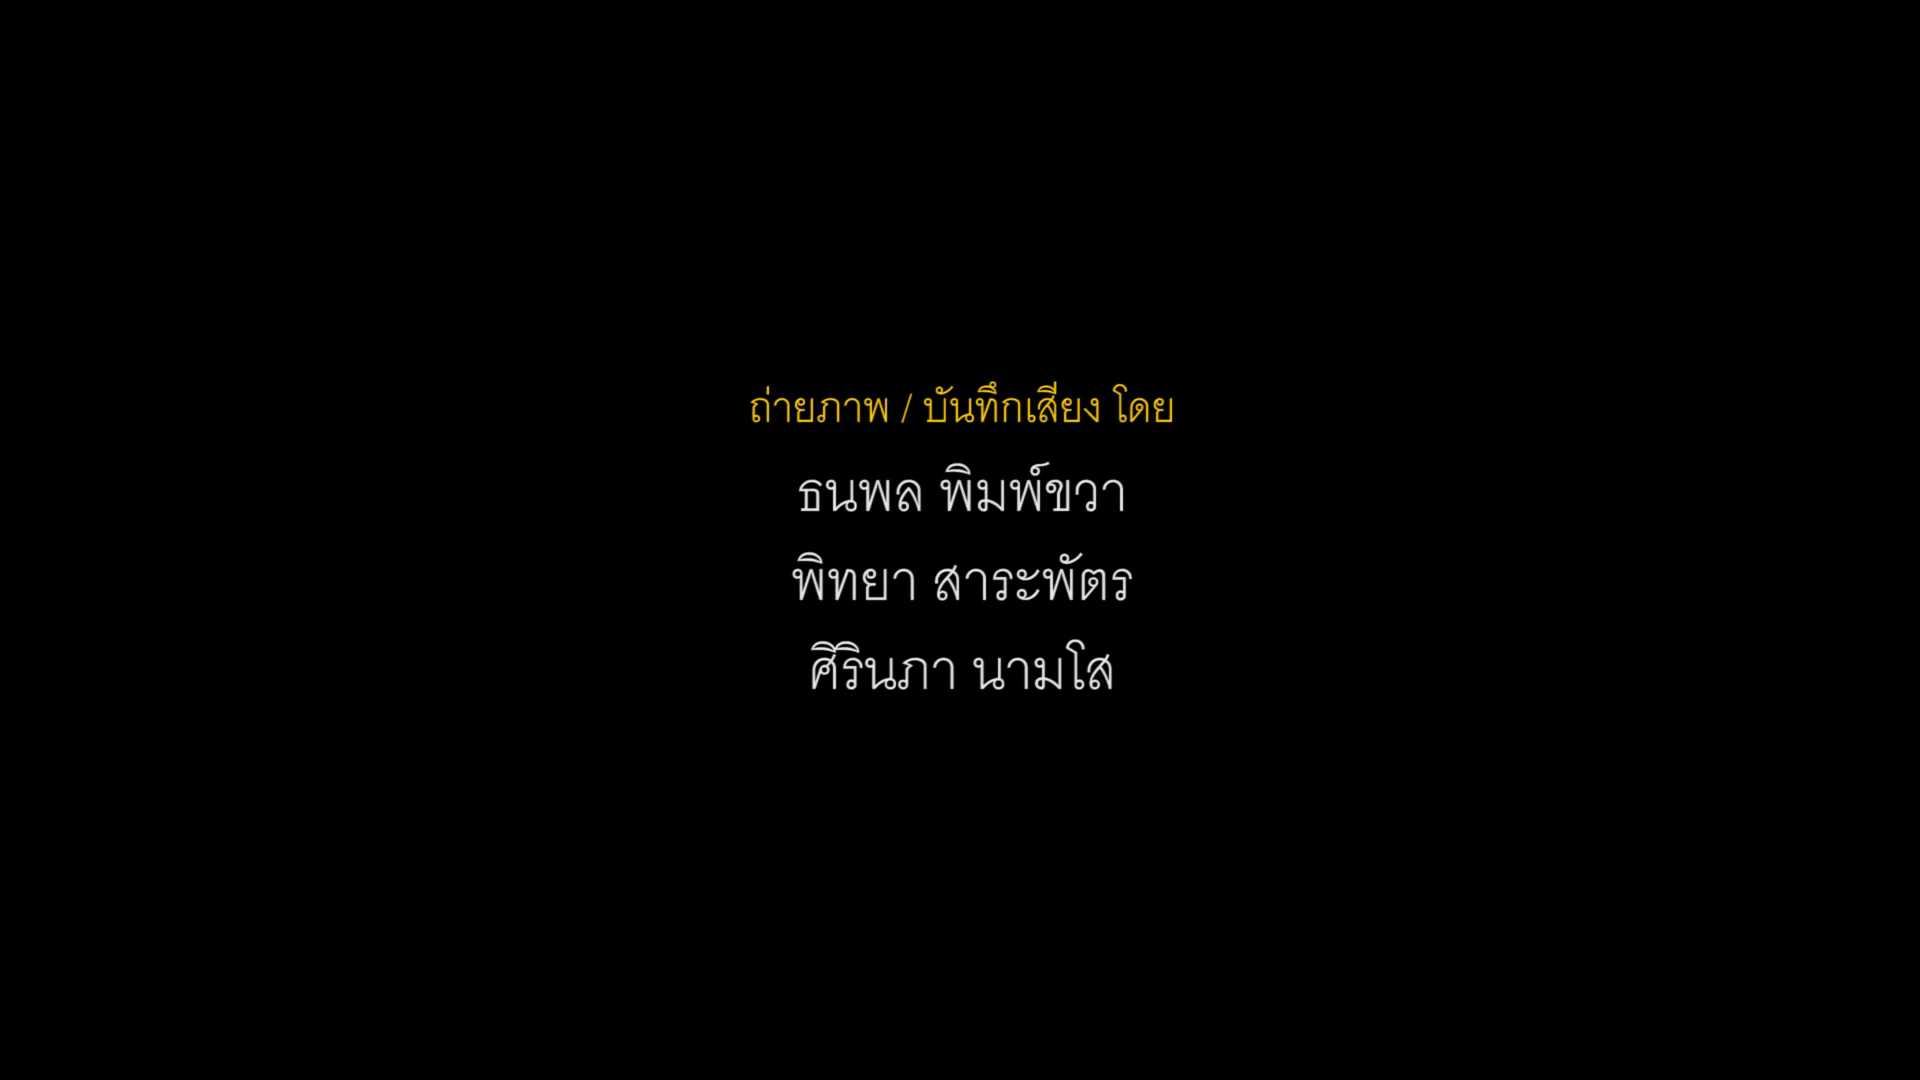 ถ่ายภาพ / บันทึกเสียง โดย
ธนพล พิมพ์ขวา
พิทยา สาระพัตร
ศิรินภา นามโส